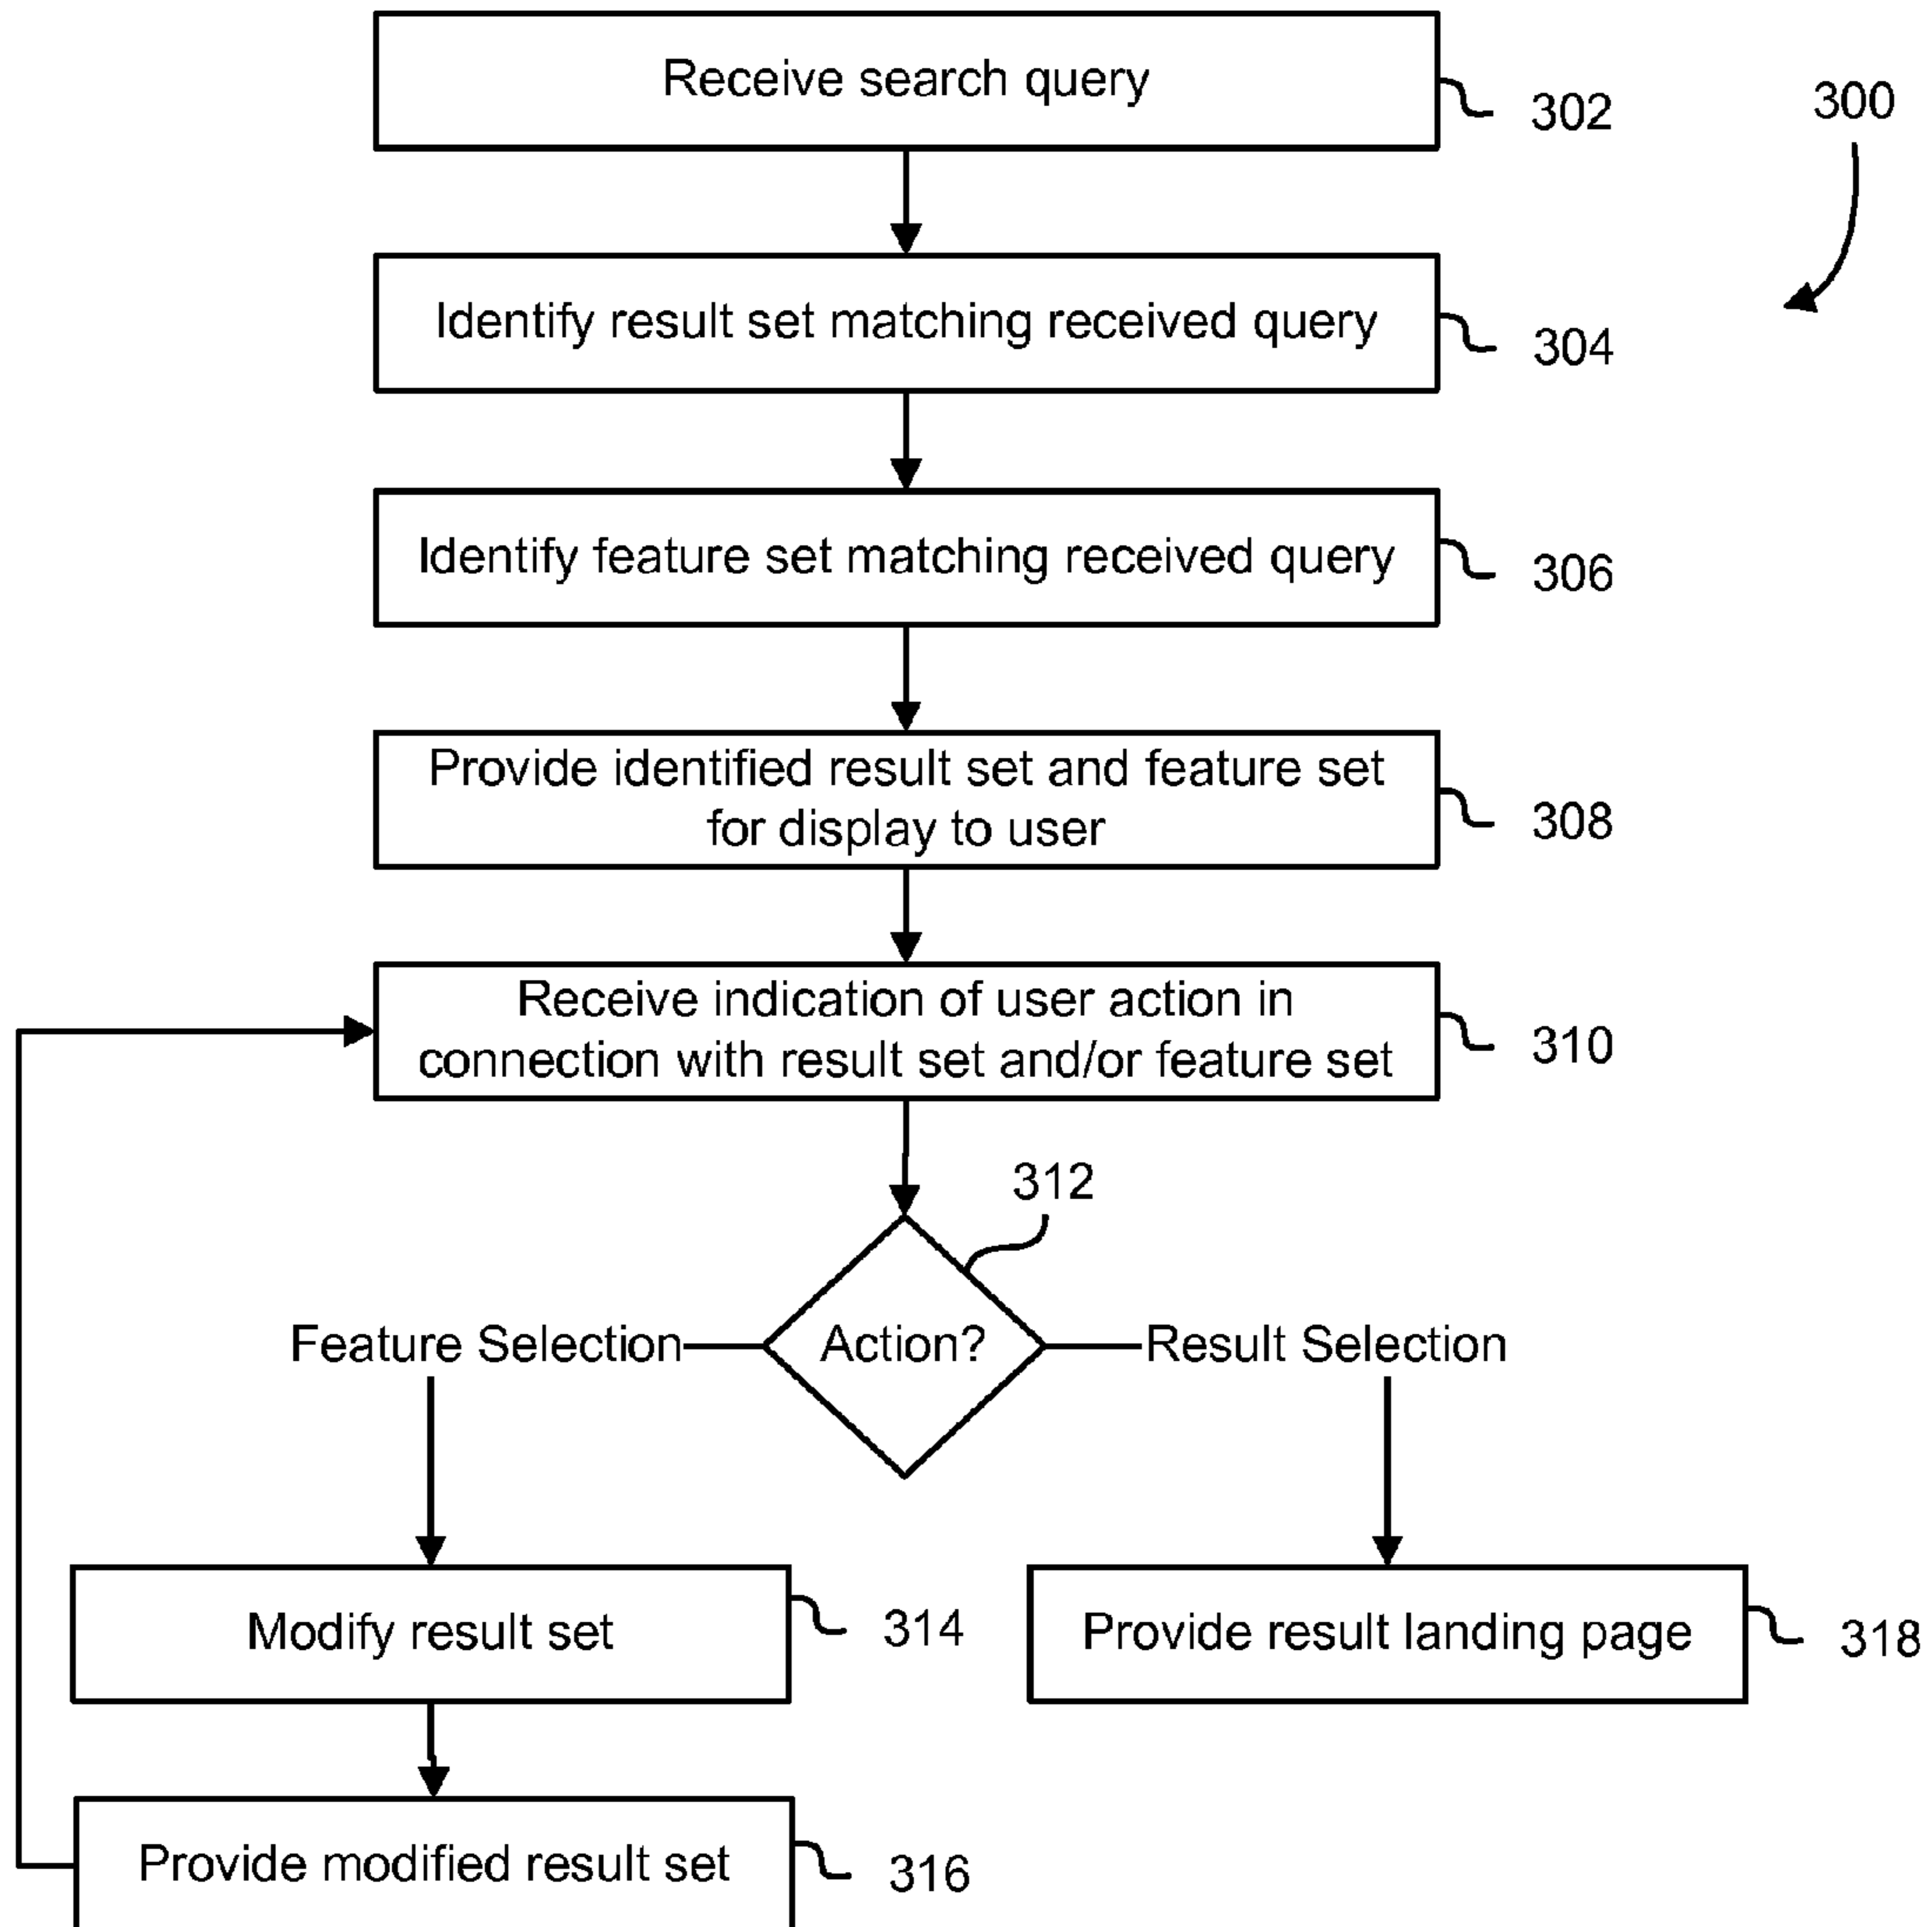 Receive search query
302
300
Identify result set matching received query
304
Identify feature set matching received query
306
Provide identified result set and feature set
for display to user
308
Receive indication of user action in
connection with result set and/or feature set
310
312
Feature Selection
Action?
Result Selection
Modify result set
314
Provide result landing page
318
Provide modified result set
316